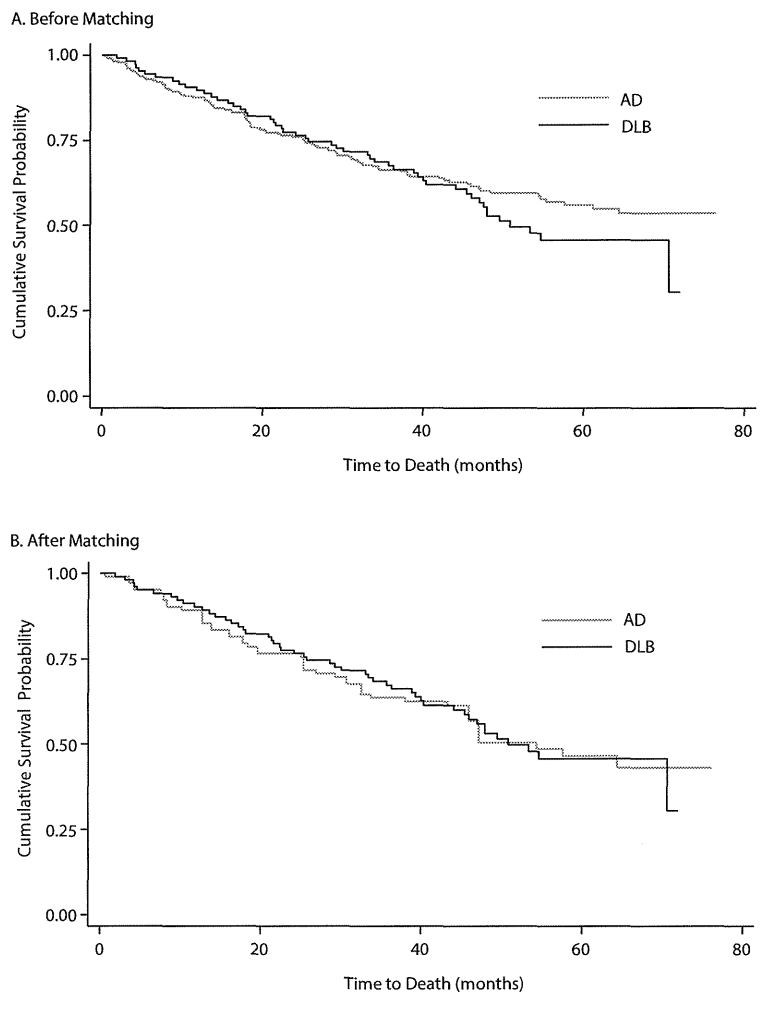 A. Before Matching
1.00
0.75
0.50
0.25
0.00
Cumulative Survival Probability
AD
DLB
0
20
40
60
80
Time to Death (months)
B. After Matching
1.00
0.75
0.50
0.25
0.00
Cumulative Survival Probability
AD
DLB
0
20
40
60
80
Time to Death (months)